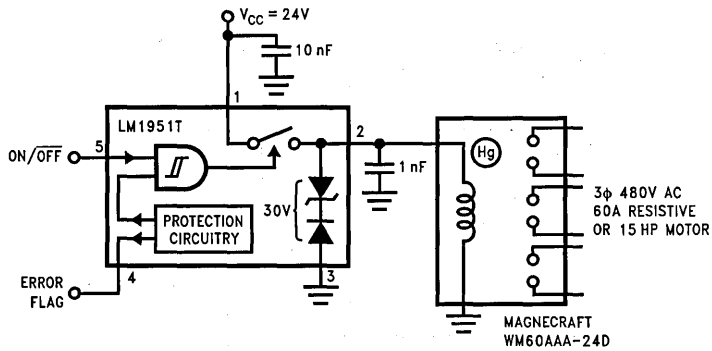 V_CC = 24V
10 nF
1
LM1951T
2
5
ON/OFF
Hg
1 nF
30V
3ϕ 480V AC
60A RESISTIVE
OR 15 HP MOTOR
PROTECTION
CIRCUITRY
4
3
ERROR
FLAG
MAGNECRAFT
WM60AAA-24D